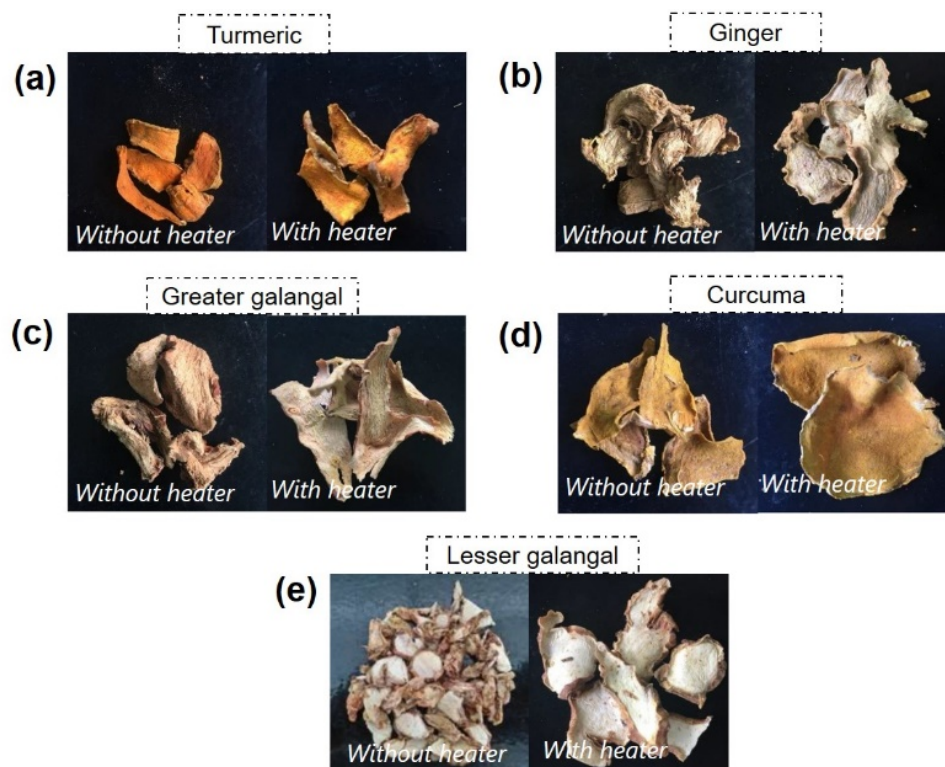 Turmeric
(a)
Without heater
With heater
Ginger
(b)
Without heater
With heater
Greater galangal
(c)
Without heater
With heater
Curcuma
(d)
Without heater
With heater
Lesser galangal
(e)
Without heater
With heater